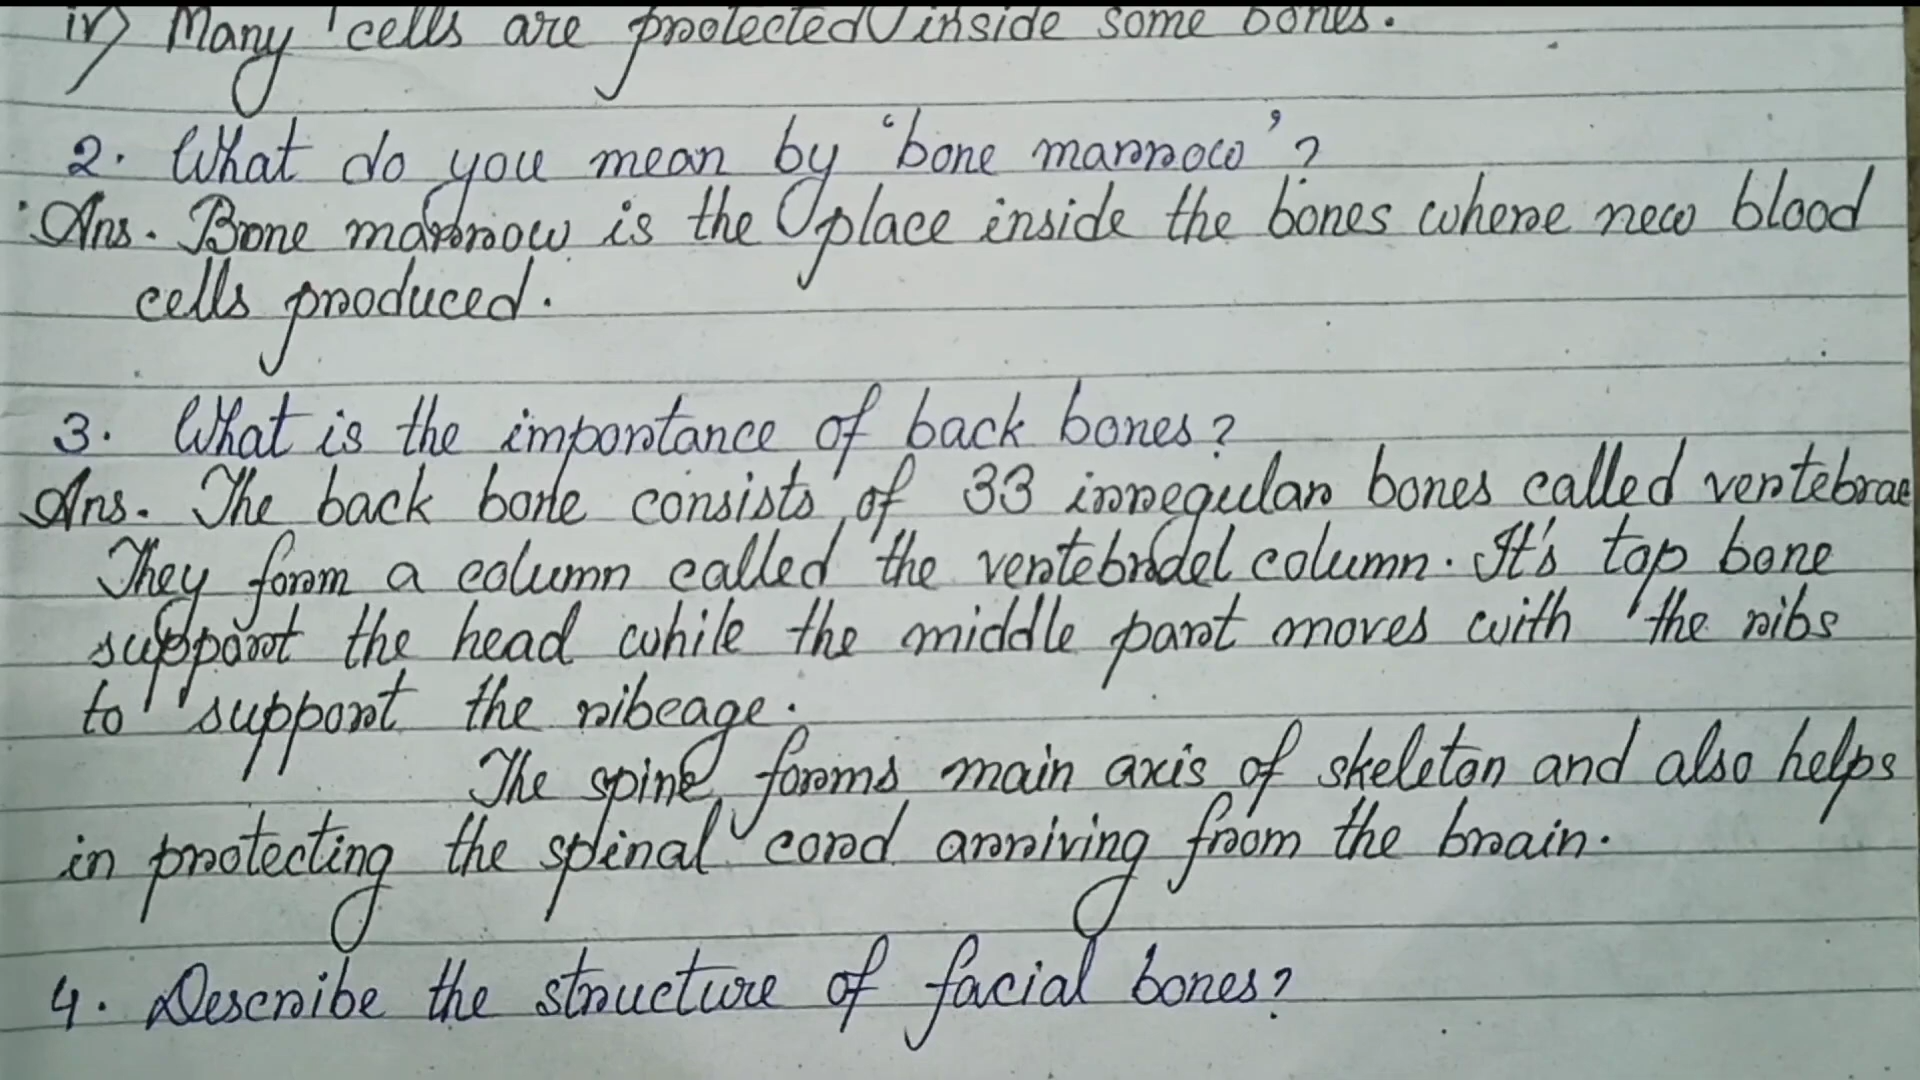 iv) Many cells are protected inside some bones.
2. What do you mean by 'bone marrow'?
Ans. Bone marrow is the place inside the bones where new blood
cells produced.
3. What is the importance of back bones?
Ans. The back bone consists of 33 irregular bones called vertebrae
They form a column called the vertebrael column. It's top bone
support the head while the middle part moves with the ribs
to support the ribcage.
The spine forms main axis of skeleton and also helps
in protecting the spinal cord arriving from the brain.
4. Describe the structure of facial bones?